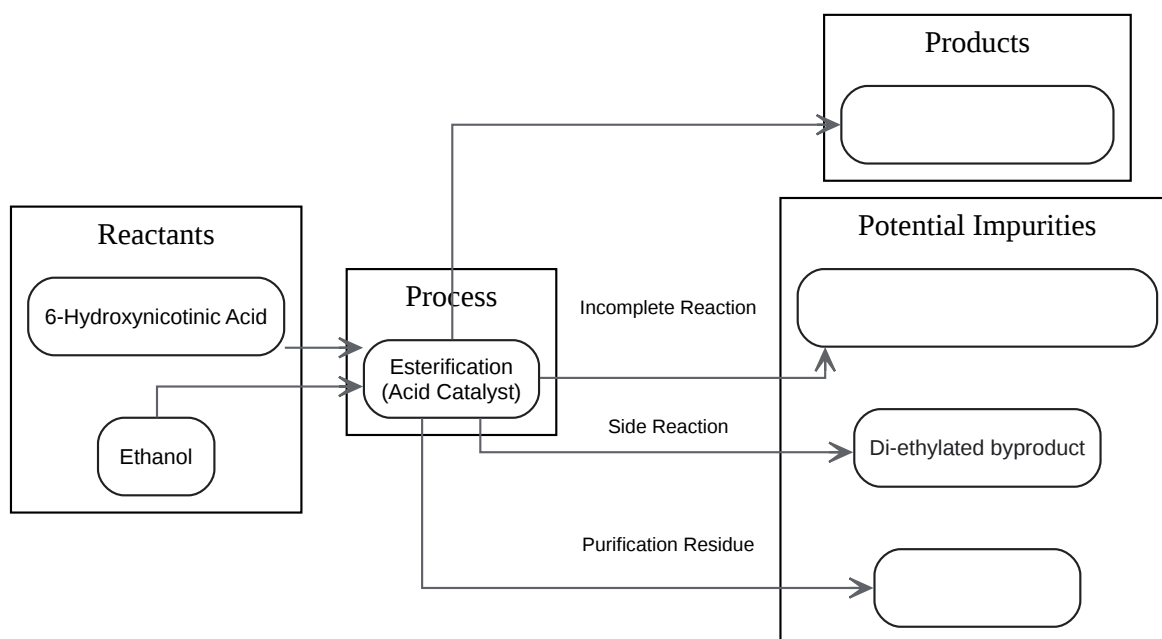 Products
Reactants
6-Hydroxynicotinic Acid
Ethanol
Process
Esterification
(Acid Catalyst)
Incomplete Reaction
Side Reaction
Purification Residue
Potential Impurities
Di-ethylated byproduct